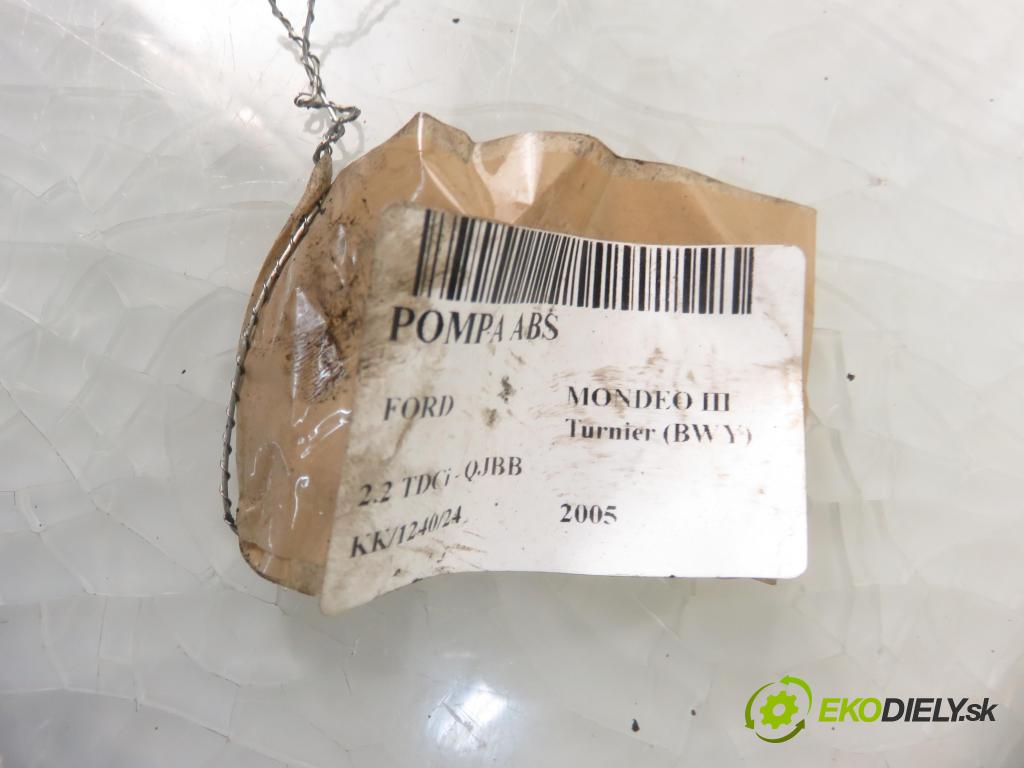 POMPA ABS
FORD
MONDEO III
Turnier (BWY)
2.2 TDCi - QJBB
KK/1240/24
2005
EKODIELY.sk